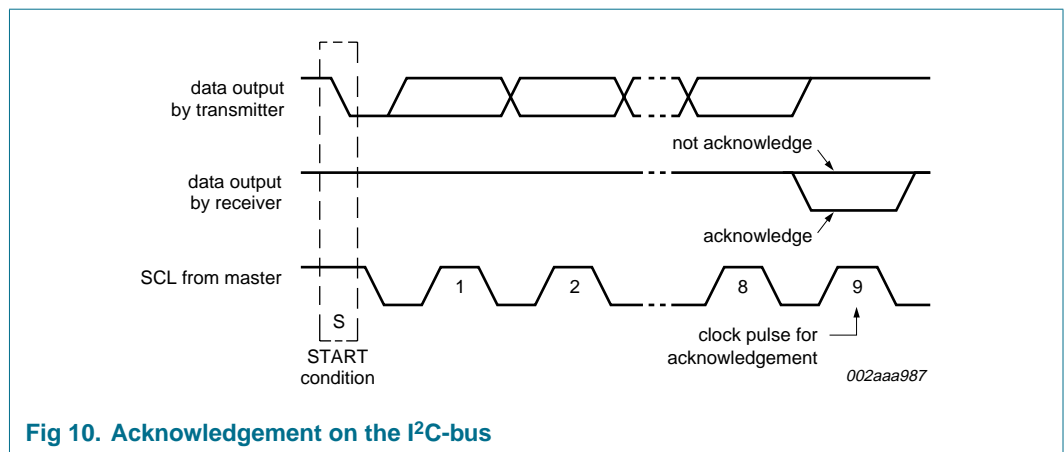 data output
by transmitter
not acknowledge
data output
by receiver
acknowledge
SCL from master
1
2
8
9
S
START
condition
clock pulse for
acknowledgement
002aaa987
Fig 10. Acknowledgement on the I²C-bus